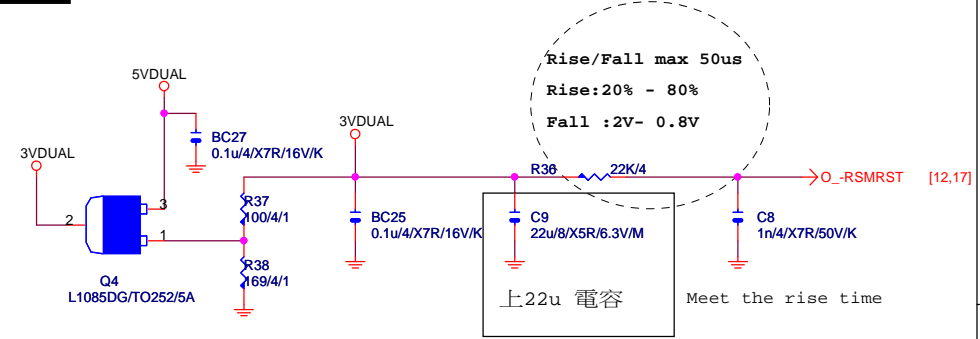 Rise/Fall max 50us
Rise:20% - 80%
Fall :2V- 0.8V
5VDUAL
BC27
0.1u/4/X7R/16V/K
3VDUAL
3VDUAL
R36
22K/4
O_-RSMRST [12,17]
3
2
1
R37
100/4/1
BC25
0.1u/4/X7R/16V/K
C9
22u/8/X5R/6.3V/M
C8
1n/4/X7R/50V/K
R38
169/4/1
Q4
L1085DG/TO252/5A
上22u 電容
Meet the rise time